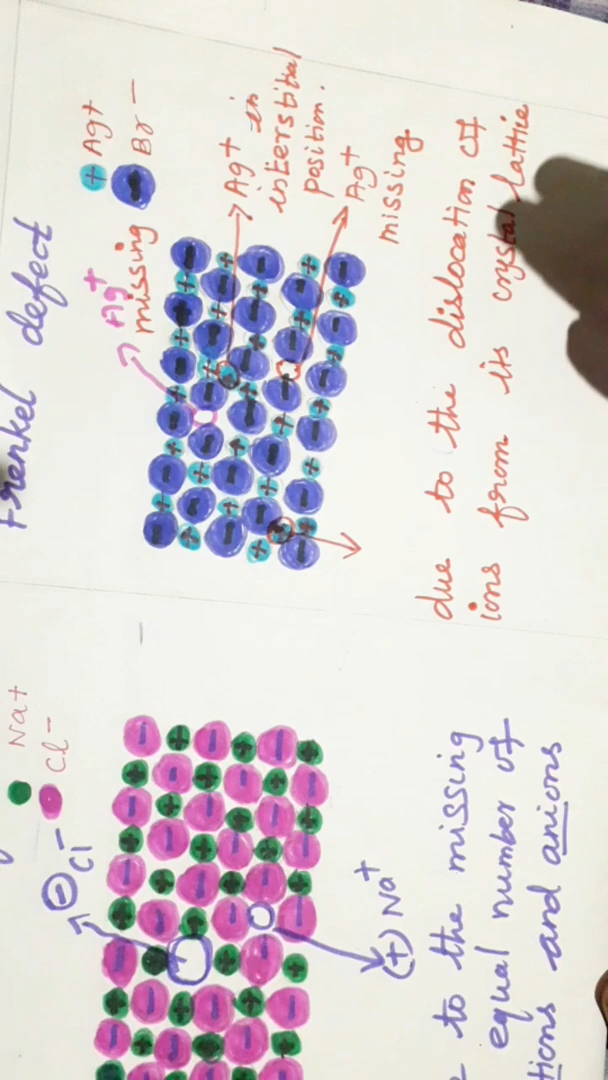 Frenkel defect
+ Ag+
- Br-
Ag+
missing
Ag+ in
interstitial
position.
Ag+
missing
due to the dislocation of
ions from its crystal lattice
Na+
Cl-
- Cl-
(+) Na+
to the missing
equal number of
and anions